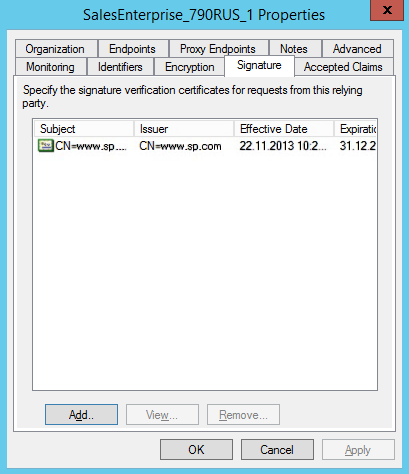 SalesEnterprise_790RUS_1 Properties
x
Organization Endpoints Proxy Endpoints Notes Advanced
Monitoring Identifiers Encryption Signature Accepted Claims
Specify the signature verification certificates for requests from this relying
party.
Subject Issuer Effective Date Expiratic
CN=www.sp.... CN=www.sp.com 22.11.2013 10:2... 31.12.2
Add.. View... Remove...
OK Cancel Apply